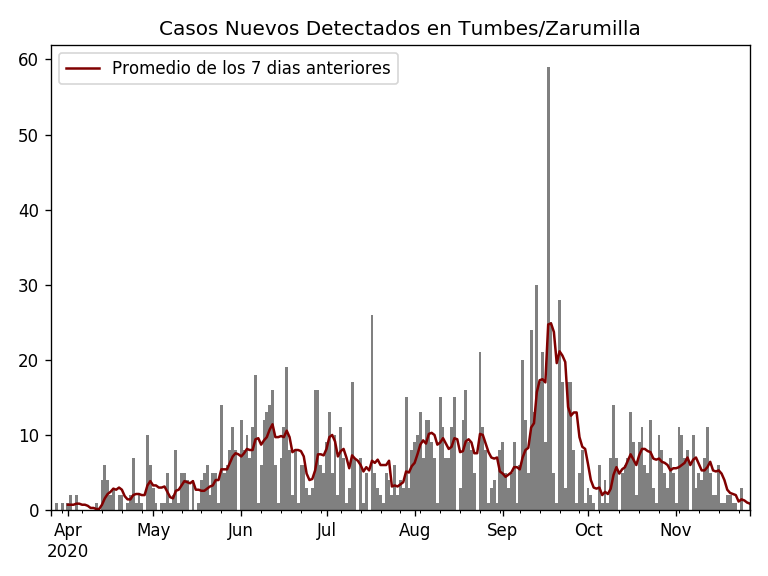 Casos Nuevos Detectados en Tumbes/Zarumilla
Promedio de los 7 dias anteriores
60
50
40
30
20
10
0
Apr May Jun Jul Aug Sep Oct Nov
2020